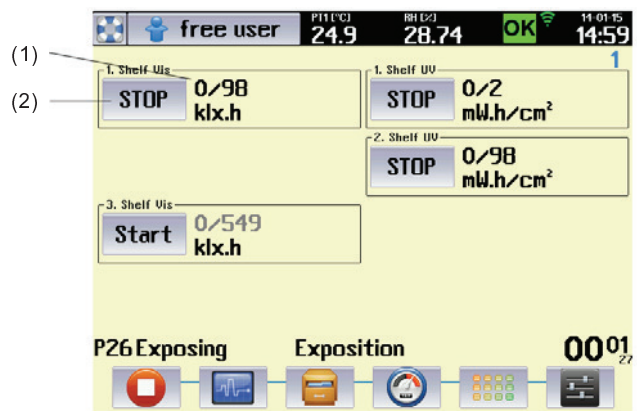 free user
PT1 [°C]
24.9
RH [%]
28.74
OK
14-01-15
14:59
1
(1)
(2)
1. Shelf Vis
STOP
0/98
klx.h
1. Shelf UV
STOP
0/2
mW.h/cm²
2. Shelf UV
STOP
0/98
mW.h/cm²
3. Shelf Vis
Start
0/549
klx.h
P26 Exposing
Exposition
00 01 27